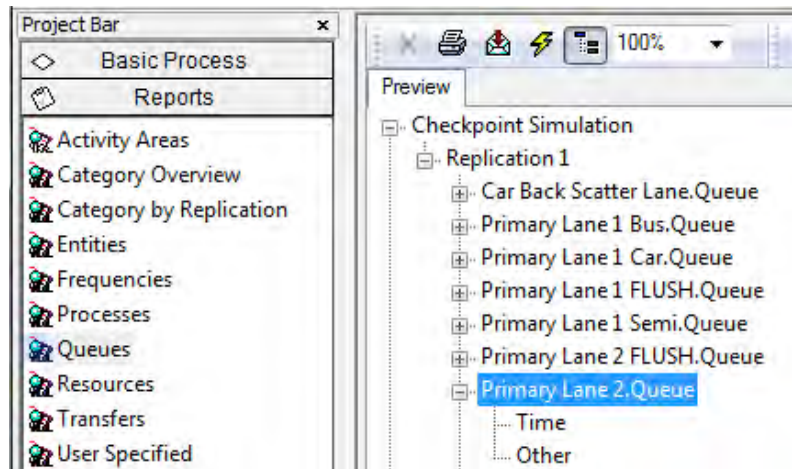 Project Bar
Basic Process
Reports
Activity Areas
Category Overview
Category by Replication
Entities
Frequencies
Processes
Queues
Resources
Transfers
User Specified
100%
Preview
Checkpoint Simulation
Replication 1
Car Back Scatter Lane.Queue
Primary Lane 1 Bus.Queue
Primary Lane 1 Car.Queue
Primary Lane 1 FLUSH.Queue
Primary Lane 1 Semi.Queue
Primary Lane 2 FLUSH.Queue
Primary Lane 2.Queue
Time
Other